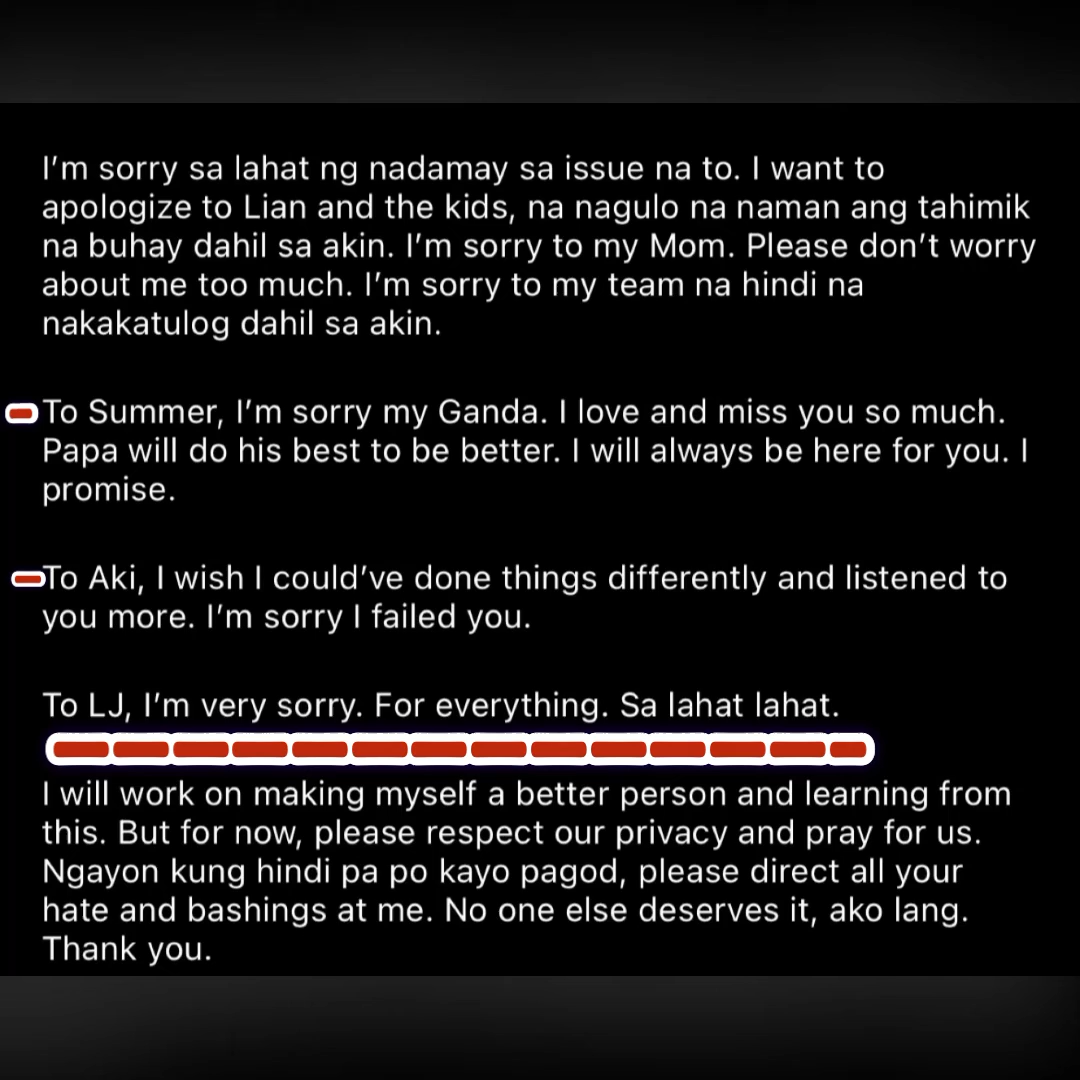 I’m sorry sa lahat ng nadamay sa issue na to. I want to
apologize to Lian and the kids, na nagulo na naman ang tahimik
na buhay dahil sa akin. I’m sorry to my Mom. Please don’t worry
about me too much. I’m sorry to my team na hindi na
nakakatulog dahil sa akin.
To Summer, I’m sorry my Ganda. I love and miss you so much.
Papa will do his best to be better. I will always be here for you. I
promise.
To Aki, I wish I could’ve done things differently and listened to
you more. I’m sorry I failed you.
To LJ, I’m very sorry. For everything. Sa lahat lahat.
I will work on making myself a better person and learning from
this. But for now, please respect our privacy and pray for us.
Ngayon kung hindi pa po kayo pagod, please direct all your
hate and bashings at me. No one else deserves it, ako lang.
Thank you.